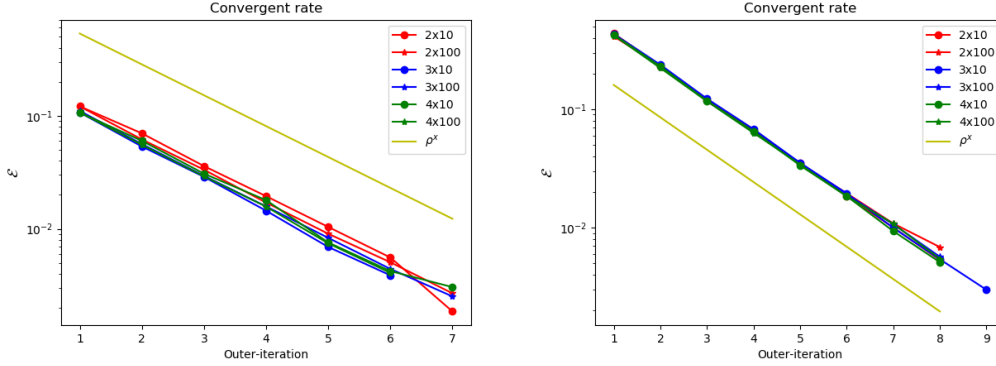 Convergent rate
2x10
2x100
3x10
3x100
4x10
4x100
ρˣ
10⁻¹
10⁻²
ℰ
1 2 3 4 5 6 7
Outer-iteration
Convergent rate
2x10
2x100
3x10
3x100
4x10
4x100
ρˣ
10⁻¹
10⁻²
ℰ
1 2 3 4 5 6 7 8 9
Outer-iteration